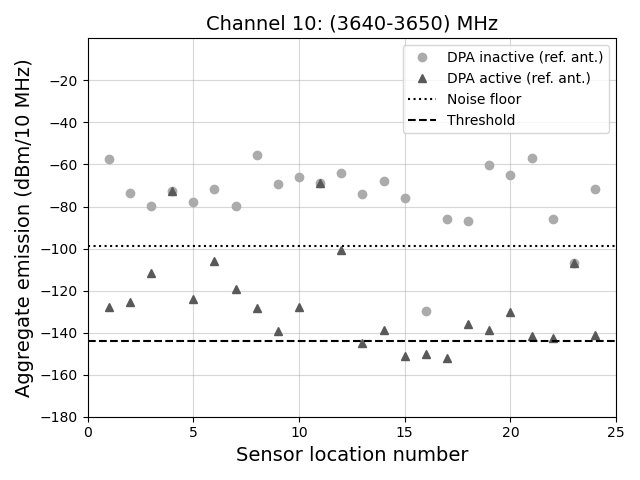 Channel 10: (3640-3650) MHz
DPA inactive (ref. ant.)
DPA active (ref. ant.)
Noise floor
Threshold
Aggregate emission (dBm/10 MHz)
−20
−40
−60
−80
−100
−120
−140
−160
−180
0 5 10 15 20 25
Sensor location number